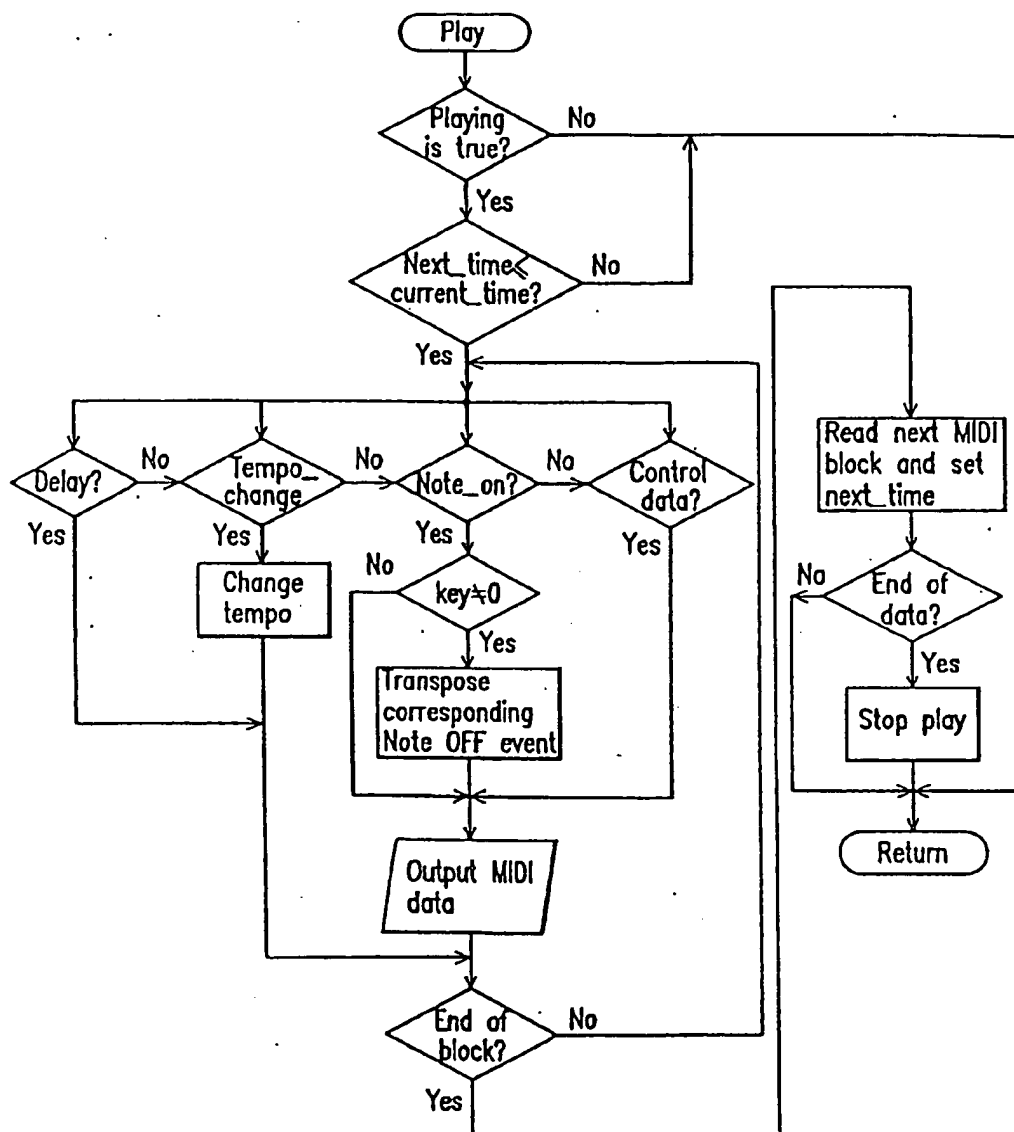 Play
Playing
is true?
No
Yes
Next_time≤
current_time?
No
Yes
Delay?
No
Tempo_
change
No
Note_on?
No
Control
data?
Yes
Yes
Yes
Yes
Change
tempo
No
key≒0
Yes
Transpose
corresponding
Note OFF event
Output MIDI
data
End of
block?
No
Yes
Read next MIDI
block and set
next_time
No
End of
data?
Yes
Stop play
Return